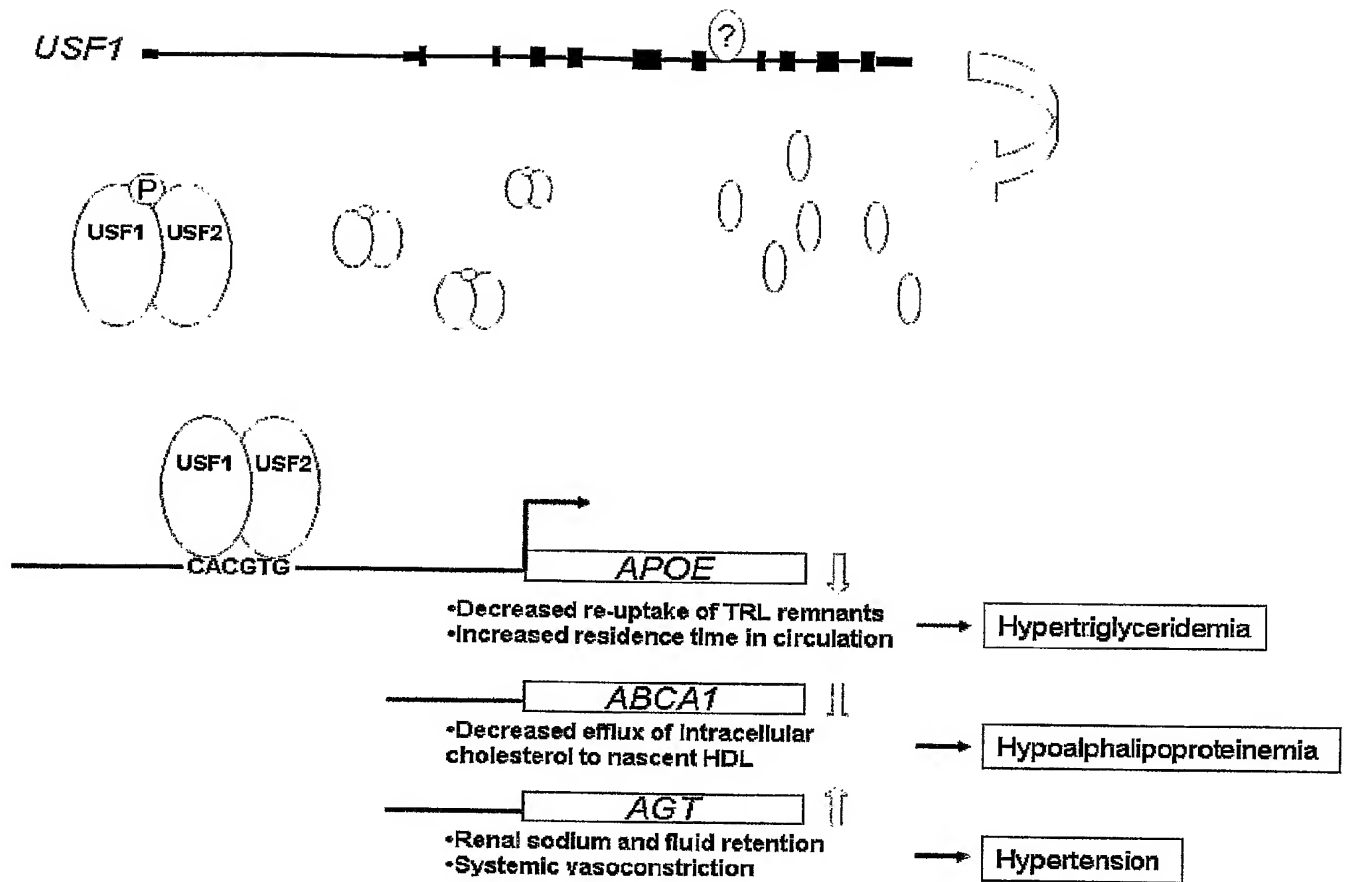 ?
USF1
P
USF1 USF2
USF1 USF2
CACGTG
APOE
•Decreased re-uptake of TRL remnants
•Increased residence time in circulation
Hypertriglyceridemia
ABCA1
•Decreased efflux of intracellular
cholesterol to nascent HDL
Hypoalphalipoproteinemia
AGT
•Renal sodium and fluid retention
•Systemic vasoconstriction
Hypertension